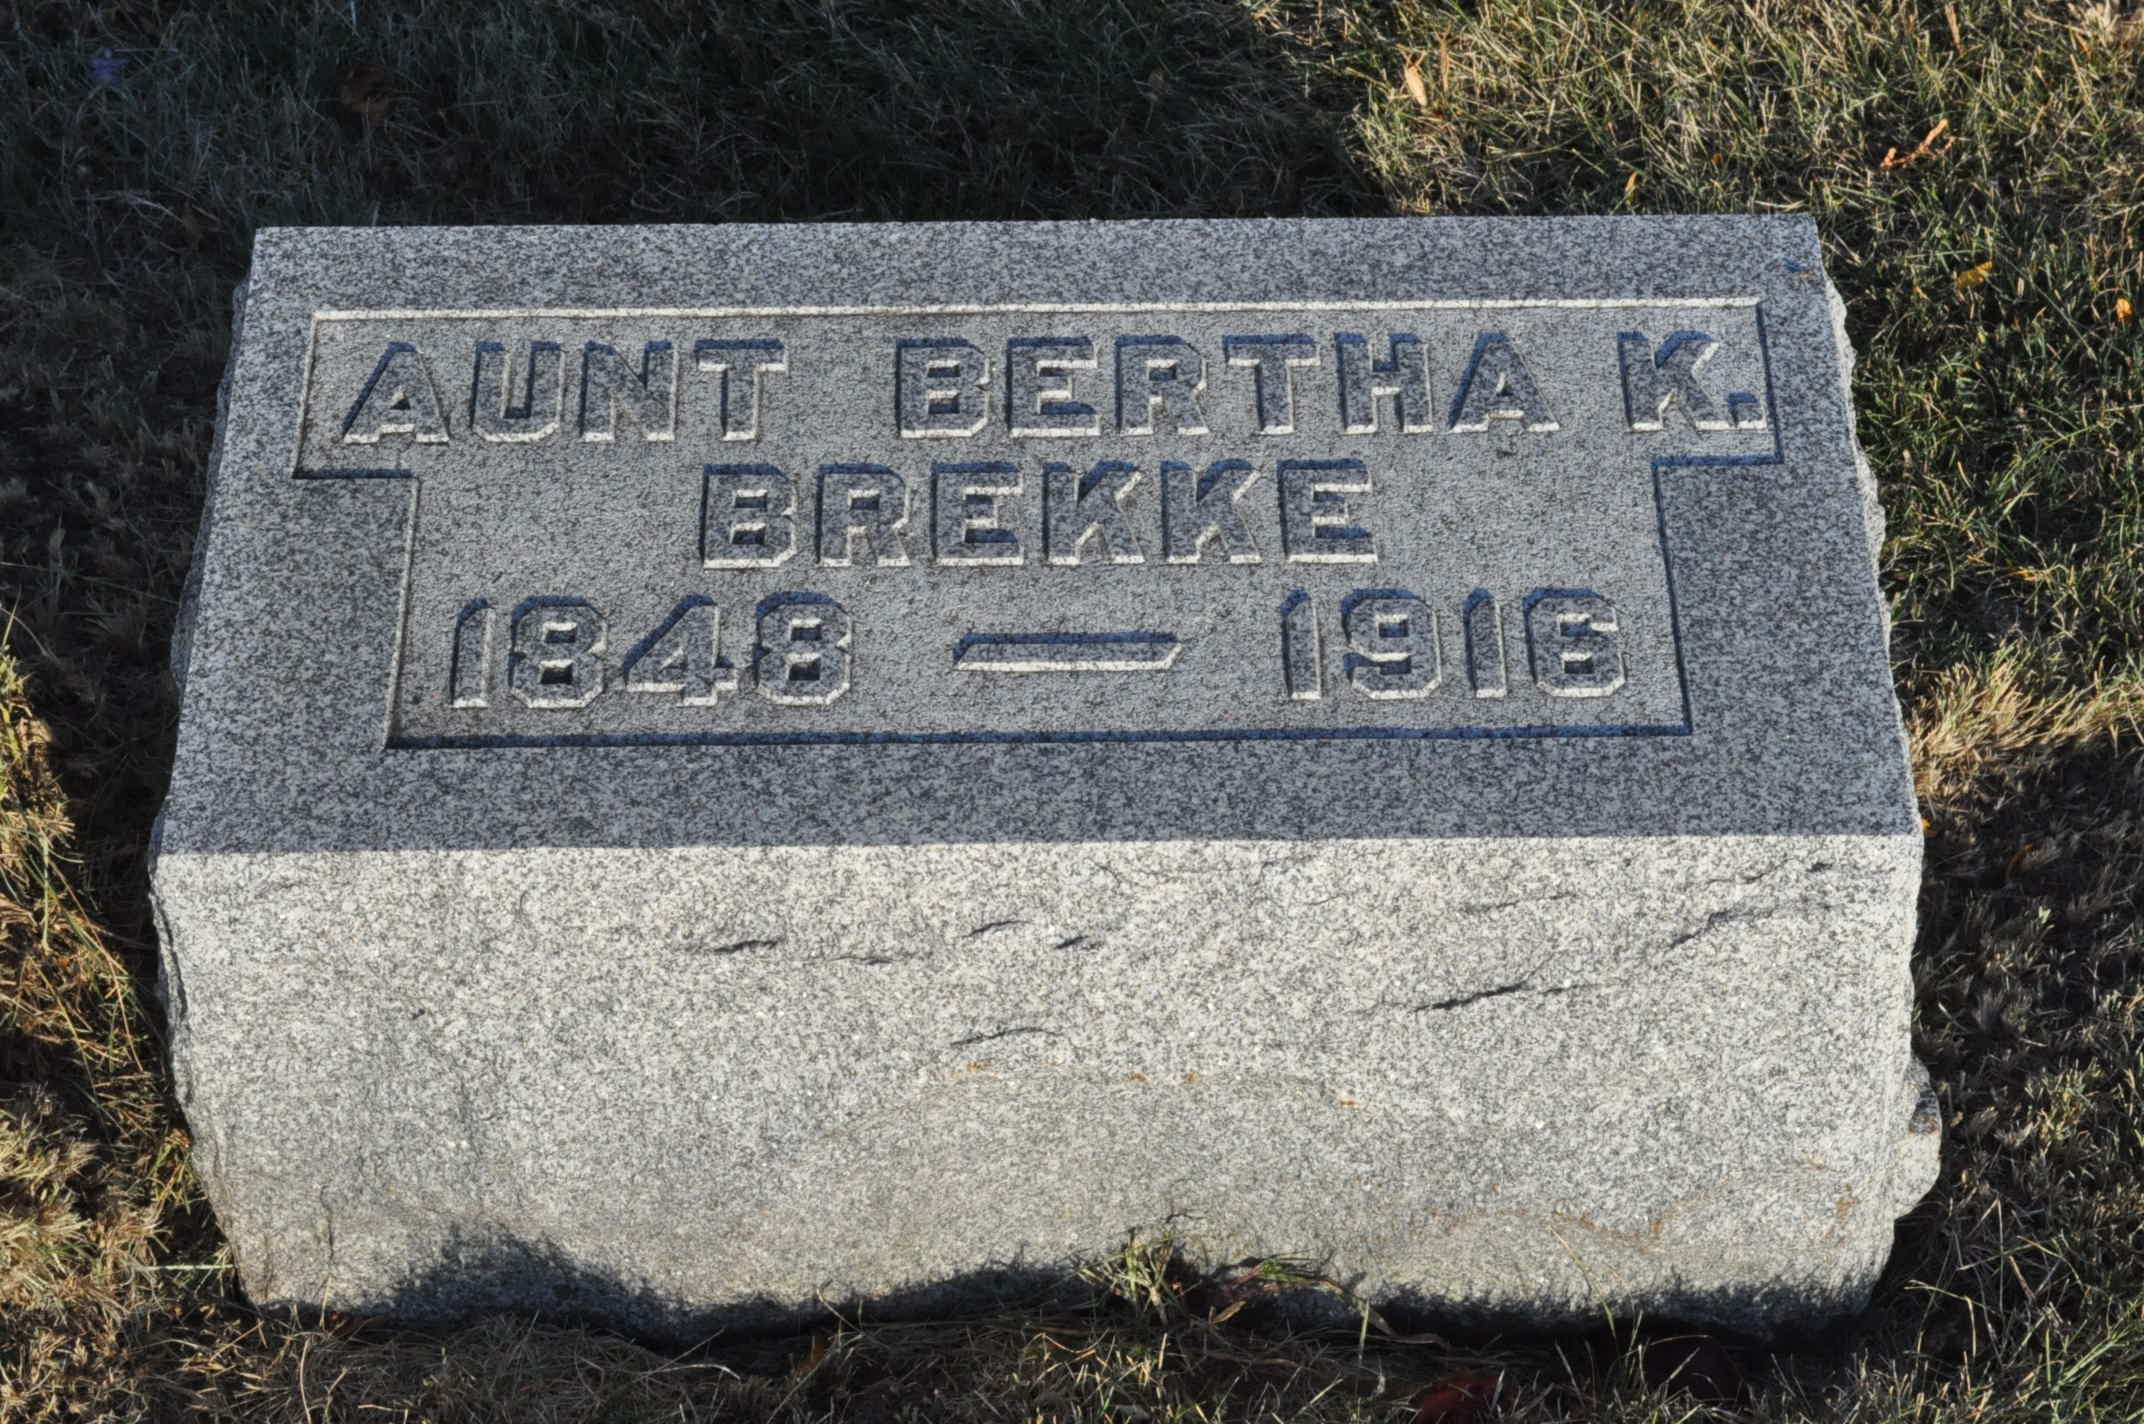 AUNT BERTHA K.
BREKKE
1848 — 1916